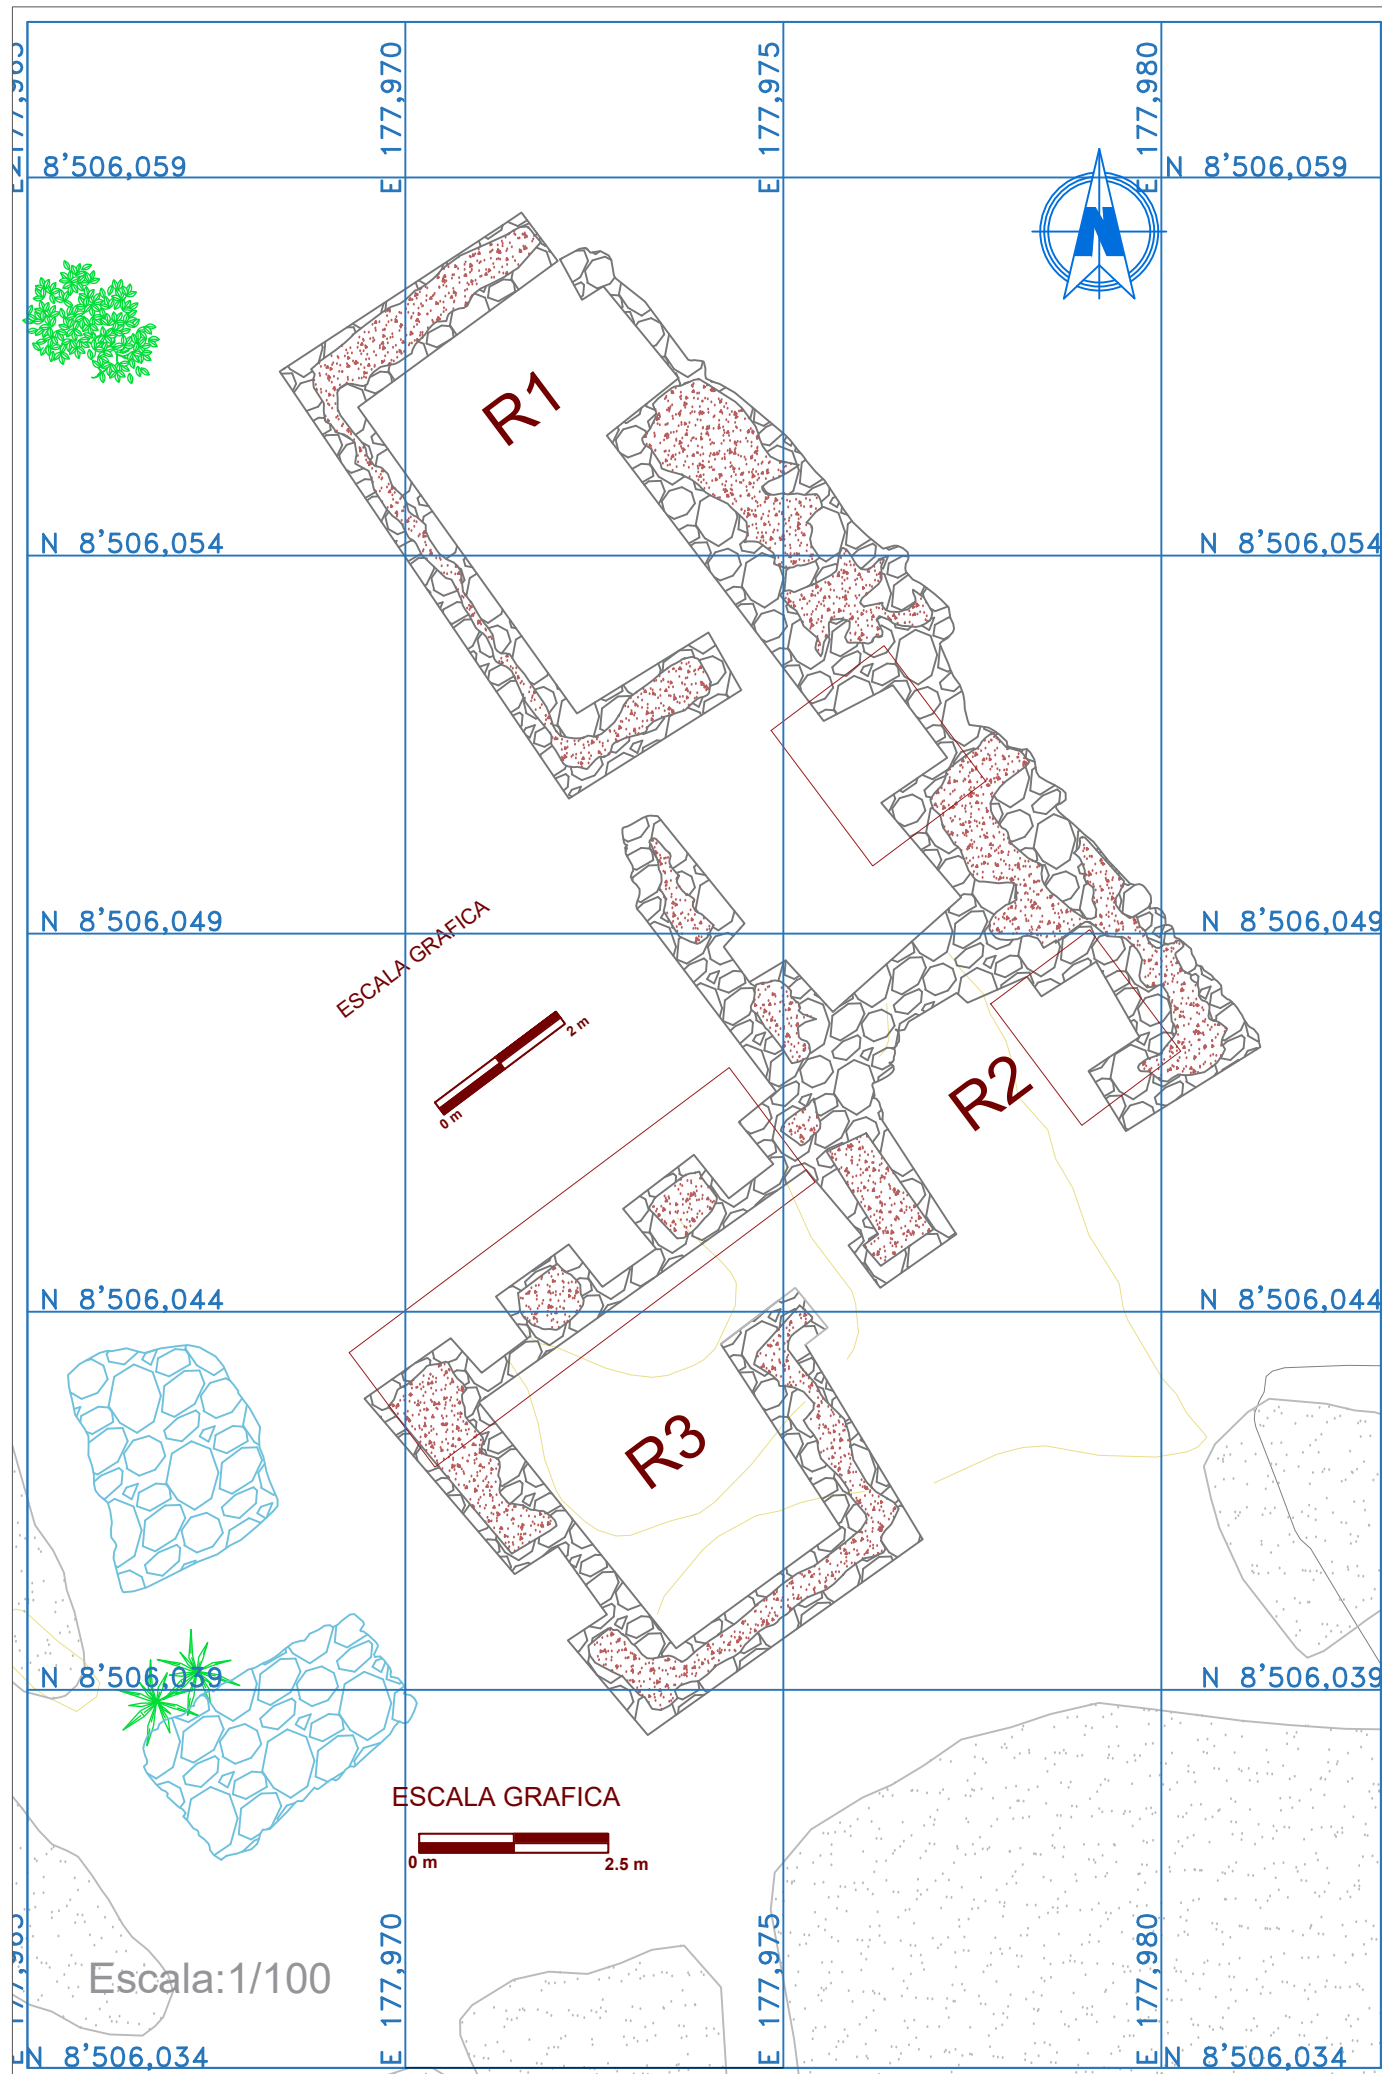 E 177,970
E 177,975
E 177,980
8'506,059
N 8'506,059
N
R1
N 8'506,054
N 8'506,054
ESCALA GRAFICA
0 m
2 m
N 8'506,049
N 8'506,049
R2
N 8'506,044
N 8'506,044
R3
N 8'506,039
N 8'506,039
ESCALA GRAFICA
0 m
2.5 m
Escala:1/100
E 177,970
E 177,975
E 177,980
N 8'506,034
N 8'506,034